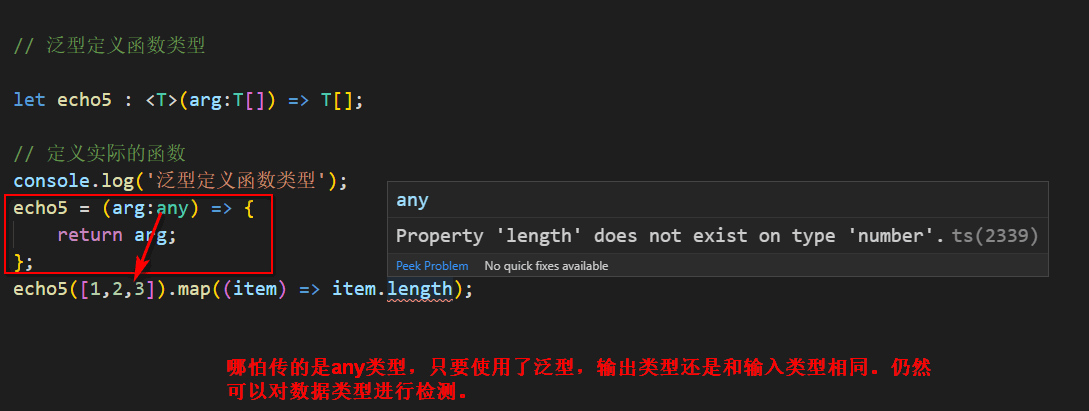 // 泛型定义函数类型
let echo5 : <T>(arg:T[]) => T[];
// 定义实际的函数
console.log('泛型定义函数类型');
echo5 = (arg:any) => {
return arg;
};
echo5([1,2,3]).map((item) => item.length);
any
Property 'length' does not exist on type 'number'. ts(2339)
Peek Problem No quick fixes available
哪怕传的是any类型，只要使用了泛型，输出类型还是和输入类型相同。仍然
可以对数据类型进行检测。